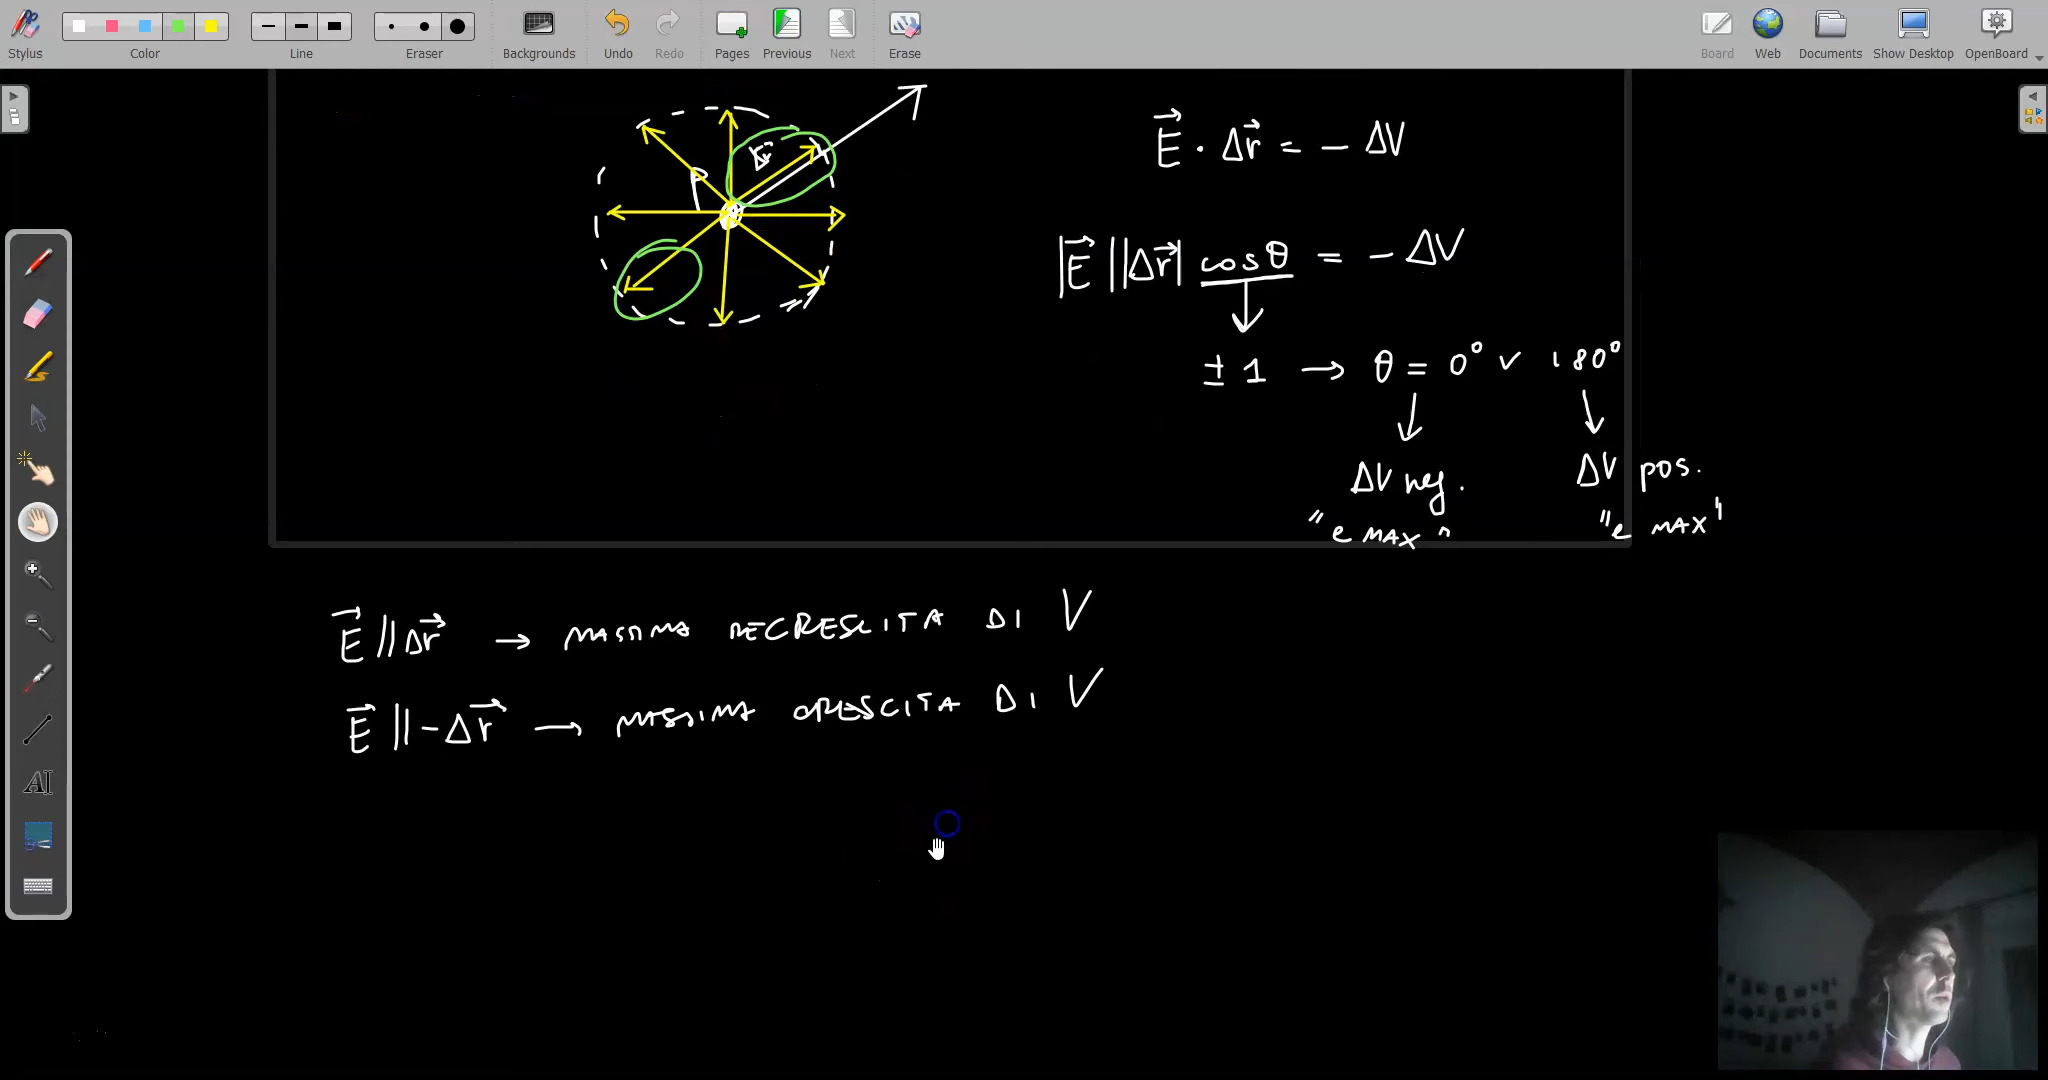 Stylus Color Line Eraser Backgrounds Undo Redo Pages Previous Next Erase Board Web Documents Show Desktop OpenBoard
P
Δr⃗
E⃗ · Δr⃗ = − ΔV
|E⃗||Δr⃗| cosθ = − ΔV
± 1 → θ = 0° ∨ 180°
ΔV neg. ΔV pos.
"e MAX" "e MAX"
E⃗ ∥ Δr⃗ → MASSIMA DECRESCITA DI V
E⃗ ∥ −Δr⃗ → MASSIMA CRESCITA DI V
AI